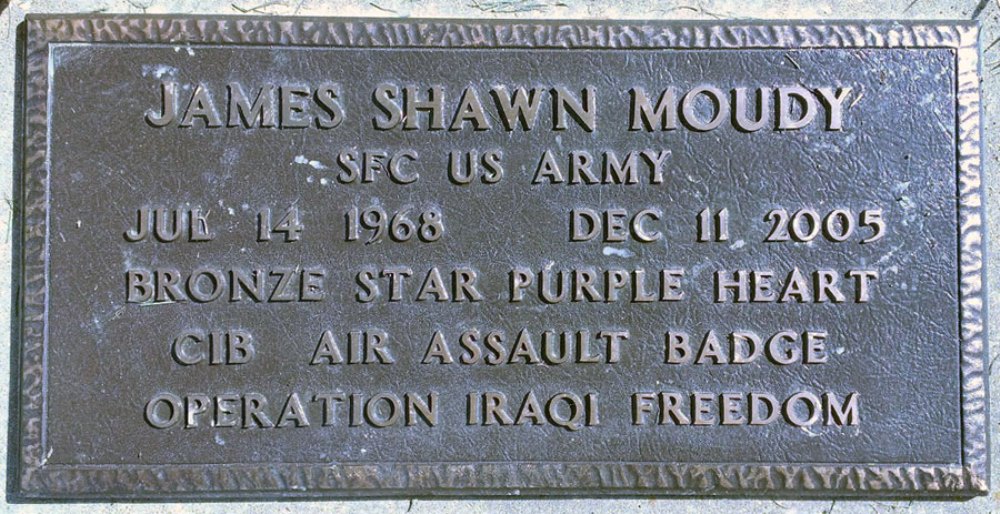 JAMES SHAWN MOUDY
SFC US ARMY
JUL 14 1968 DEC 11 2005
BRONZE STAR PURPLE HEART
CIB AIR ASSAULT BADGE
OPERATION IRAQI FREEDOM